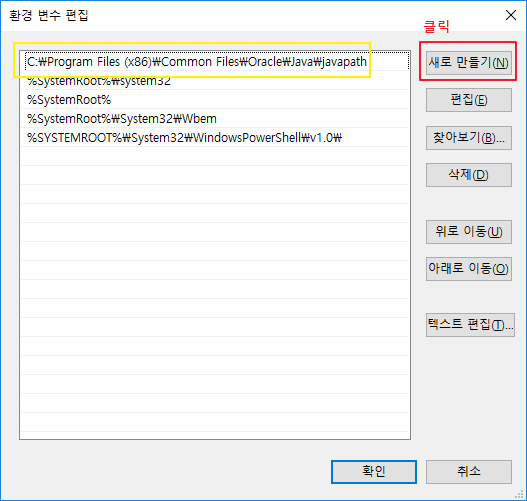 환경 변수 편집
클릭
C:₩Program Files (x86)₩Common Files₩Oracle₩Java₩javapath
새로 만들기(N)
%SystemRoot%₩system32
%SystemRoot%
편집(E)
%SystemRoot%₩System32₩Wbem
%SYSTEMROOT%₩System32₩WindowsPowerShell₩v1.0₩
찾아보기(B)...
삭제(D)
위로 이동(U)
아래로 이동(O)
텍스트 편집(T)...
확인
취소